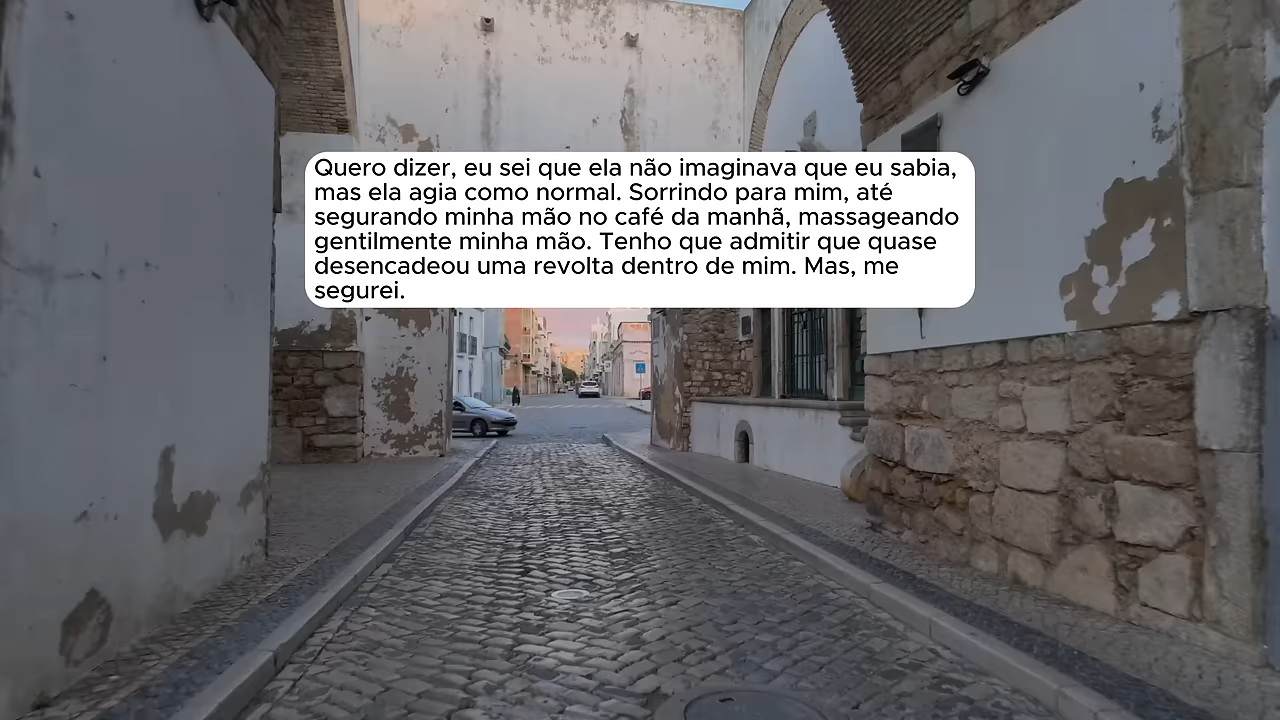 Quero dizer, eu sei que ela não imaginava que eu sabia,
mas ela agia como normal. Sorrindo para mim, até
segurando minha mão no café da manhã, massageando
gentilmente minha mão. Tenho que admitir que quase
desencadeou uma revolta dentro de mim. Mas, me
segurei.